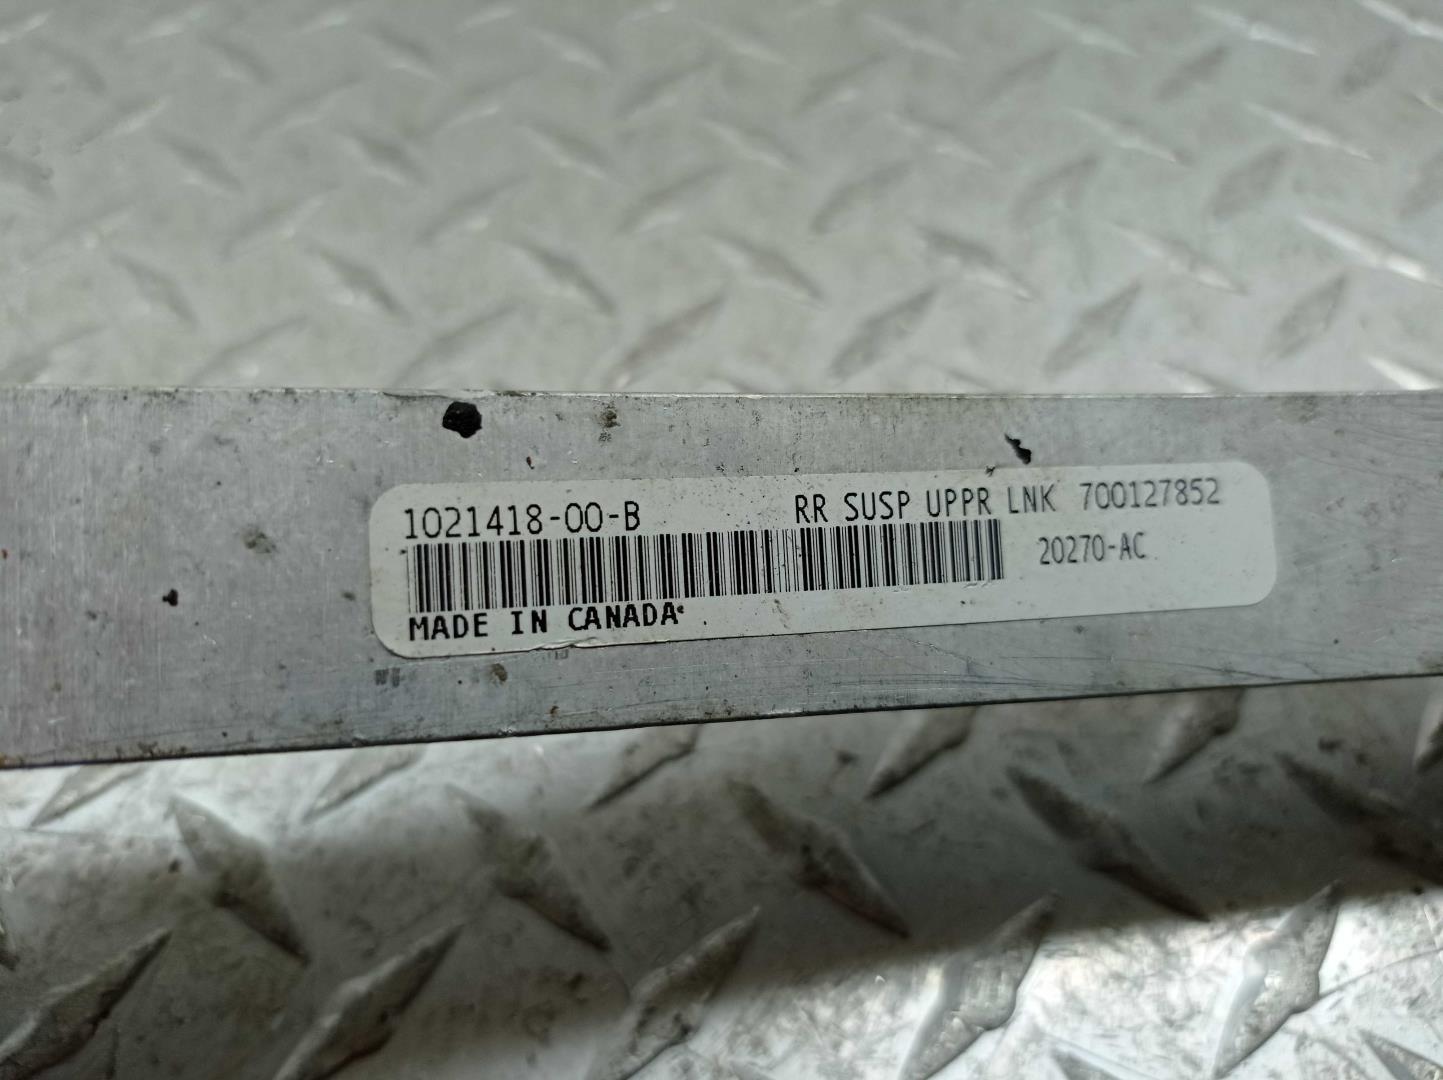 1021418-00-B RR SUSP UPPR LNK 700127852
20270-AC
MADE IN CANADA